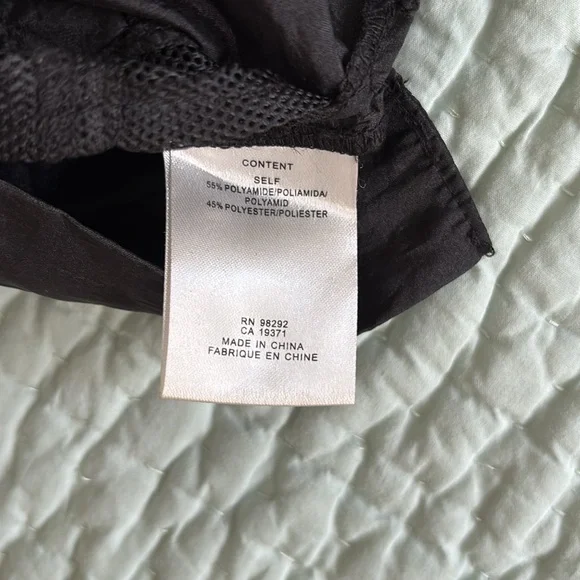 CONTENT
SELF
55% POLYAMIDE/POLIAMIDA/
POLYAMID
45% POLYESTER/POLIESTER
RN 98292
CA 19371
MADE IN CHINA
FABRIQUE EN CHINE